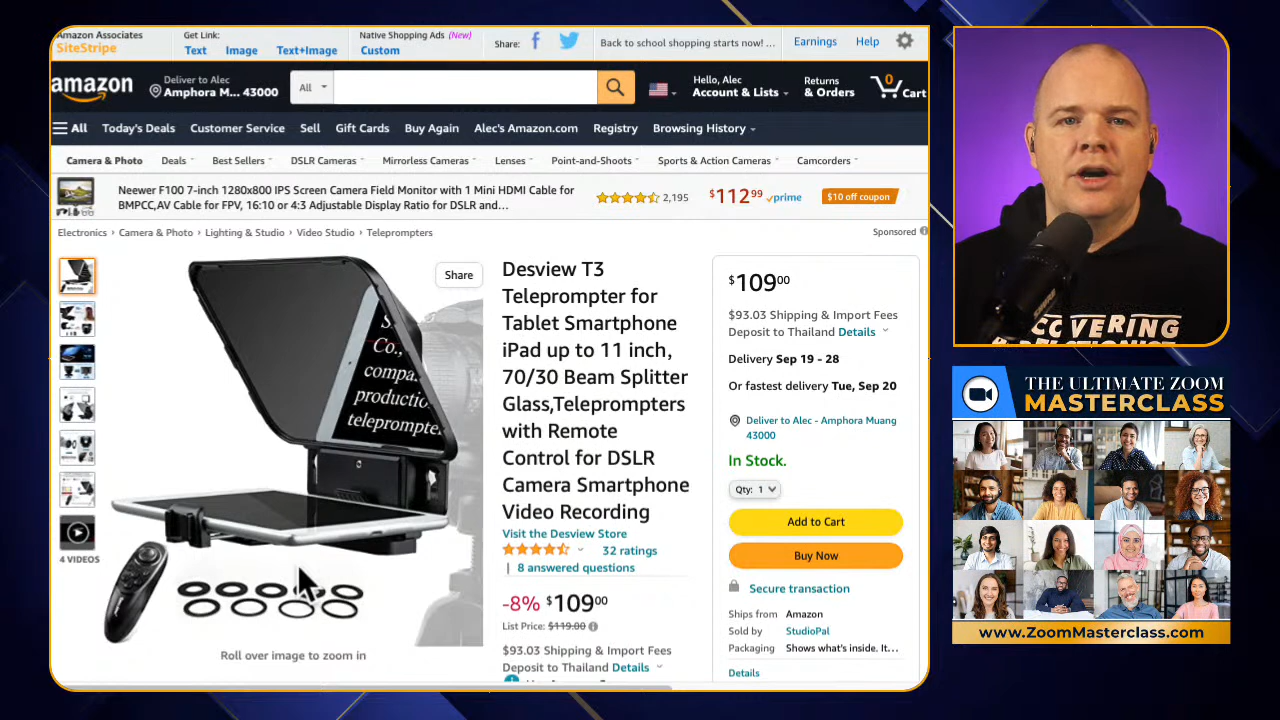 Amazon Associates
SiteStripe
Get Link:
Text Image Text+Image
Native Shopping Ads (New)
Custom
Share:
Back to school shopping starts now! ...
Earnings Help
amazon
Deliver to Alec
Amphora M... 43000
All
Hello, Alec
Account & Lists
Returns
& Orders
0
Cart
All Today's Deals Customer Service Sell Gift Cards Buy Again Alec's Amazon.com Registry Browsing History
Camera & Photo Deals Best Sellers DSLR Cameras Mirrorless Cameras Lenses Point-and-Shoots Sports & Action Cameras Camcorders
Neewer F100 7-inch 1280x800 IPS Screen Camera Field Monitor with 1 Mini HDMI Cable for
BMPCC,AV Cable for FPV, 16:10 or 4:3 Adjustable Display Ratio for DSLR and...
2,195
$112 99 prime
$10 off coupon
Electronics › Camera & Photo › Lighting & Studio › Video Studio › Teleprompters
Sponsored
Share
4 VIDEOS
Co.,
compa
productio
teleprompte
Roll over image to zoom in
Desview T3
Teleprompter for
Tablet Smartphone
iPad up to 11 inch,
70/30 Beam Splitter
Glass,Teleprompters
with Remote
Control for DSLR
Camera Smartphone
Video Recording
Visit the Desview Store
32 ratings
| 8 answered questions
-8% $109 00
List Price: $119.00
$93.03 Shipping & Import Fees
Deposit to Thailand Details
$109 00
$93.03 Shipping & Import Fees
Deposit to Thailand Details
Delivery Sep 19 - 28
Or fastest delivery Tue, Sep 20
Deliver to Alec - Amphora Muang
43000
In Stock.
Qty: 1
Add to Cart
Buy Now
Secure transaction
Ships from Amazon
Sold by StudioPal
Packaging Shows what's inside. It...
Details
THE ULTIMATE ZOOM
MASTERCLASS
www.ZoomMasterclass.com